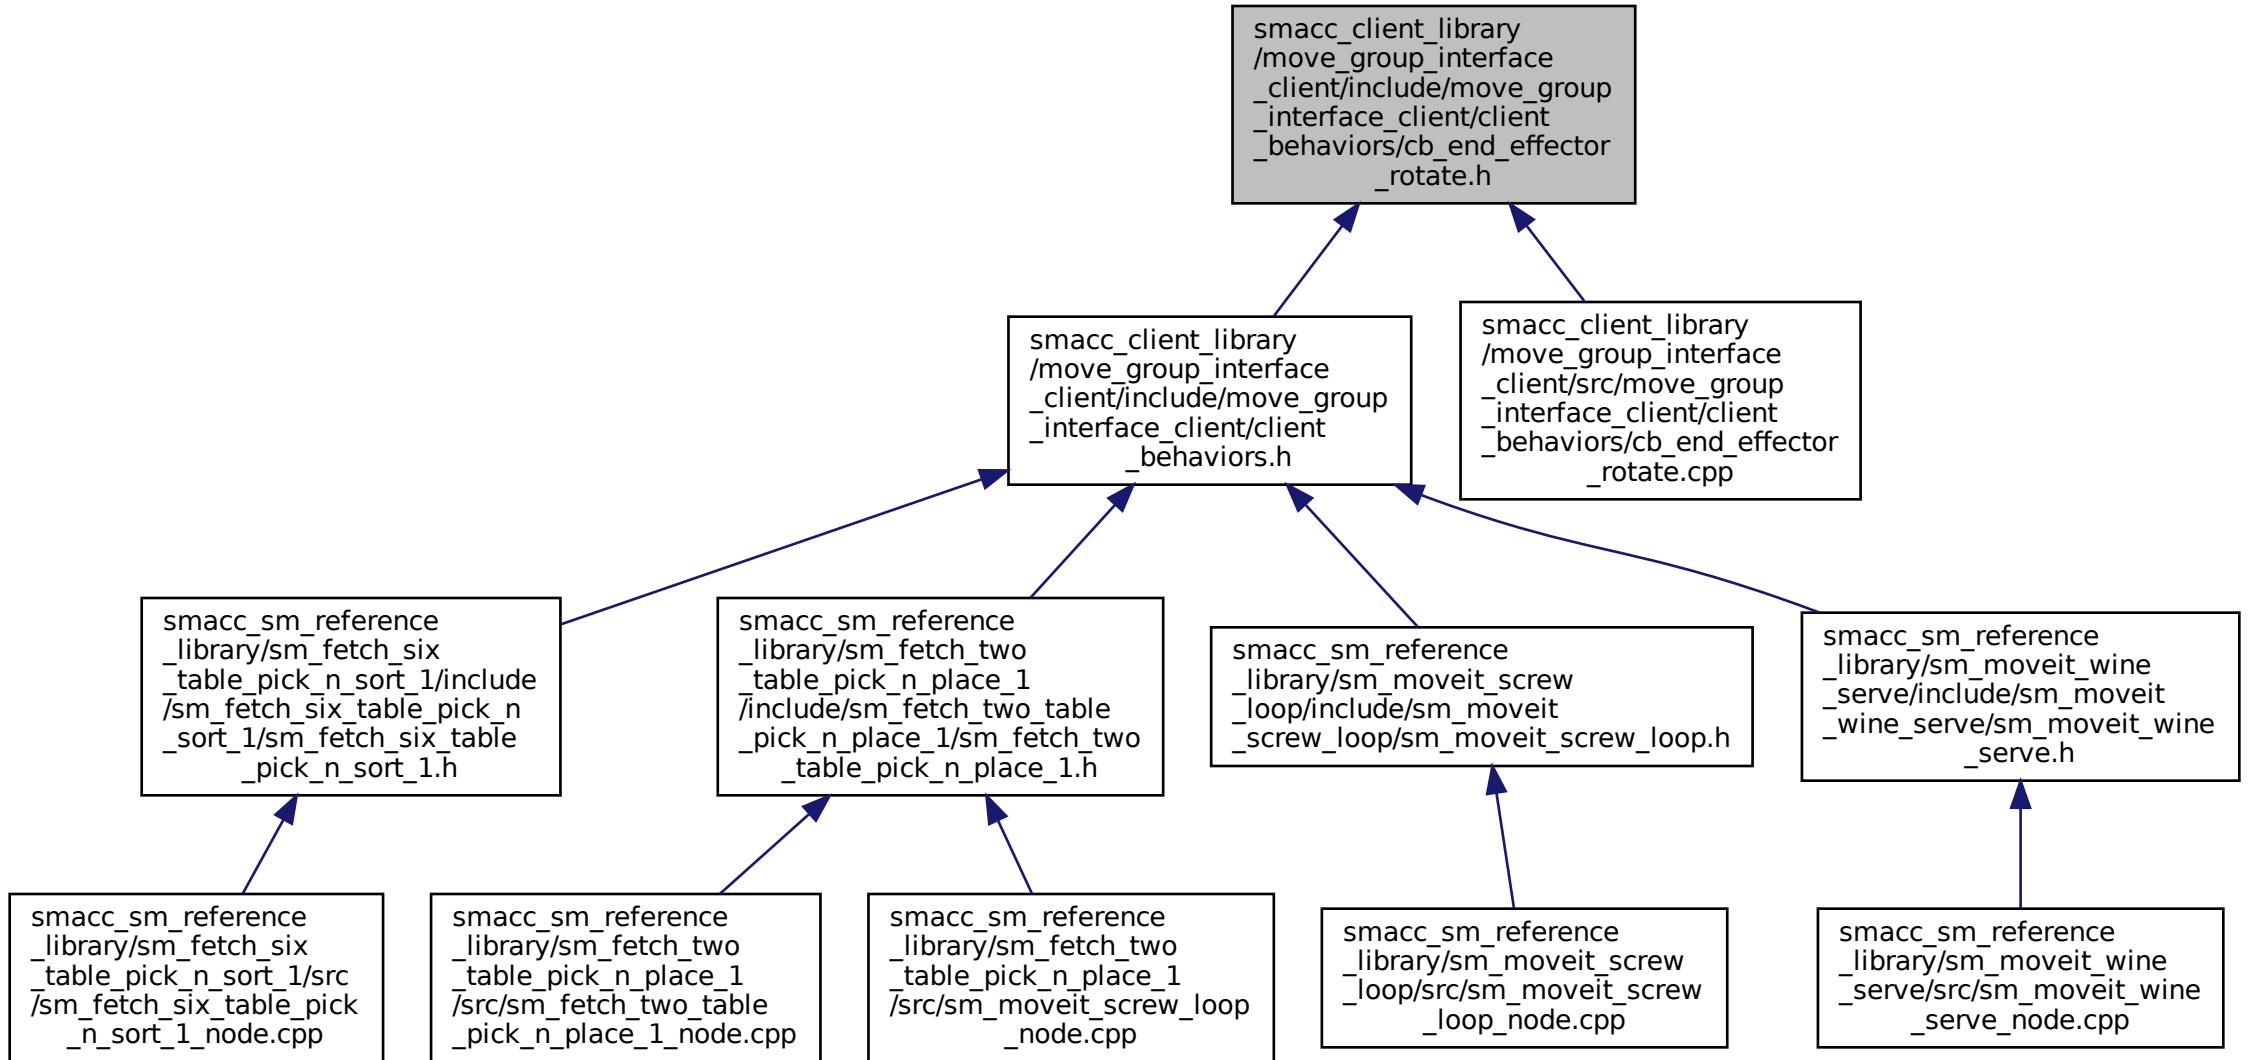 smacc_client_library
/move_group_interface
_client/include/move_group
_interface_client/client
_behaviors/cb_end_effector
_rotate.h
smacc_client_library
/move_group_interface
_client/include/move_group
_interface_client/client
_behaviors.h
smacc_client_library
/move_group_interface
_client/src/move_group
_interface_client/client
_behaviors/cb_end_effector
_rotate.cpp
smacc_sm_reference
_library/sm_fetch_six
_table_pick_n_sort_1/include
/sm_fetch_six_table_pick_n
_sort_1/sm_fetch_six_table
_pick_n_sort_1.h
smacc_sm_reference
_library/sm_fetch_two
_table_pick_n_place_1
/include/sm_fetch_two_table
_pick_n_place_1/sm_fetch_two
_table_pick_n_place_1.h
smacc_sm_reference
_library/sm_moveit_screw
_loop/include/sm_moveit
_screw_loop/sm_moveit_screw_loop.h
smacc_sm_reference
_library/sm_moveit_wine
_serve/include/sm_moveit
_wine_serve/sm_moveit_wine
_serve.h
smacc_sm_reference
_library/sm_fetch_six
_table_pick_n_sort_1/src
/sm_fetch_six_table_pick
_n_sort_1_node.cpp
smacc_sm_reference
_library/sm_fetch_two
_table_pick_n_place_1
/src/sm_fetch_two_table
_pick_n_place_1_node.cpp
smacc_sm_reference
_library/sm_fetch_two
_table_pick_n_place_1
/src/sm_moveit_screw_loop
_node.cpp
smacc_sm_reference
_library/sm_moveit_screw
_loop/src/sm_moveit_screw
_loop_node.cpp
smacc_sm_reference
_library/sm_moveit_wine
_serve/src/sm_moveit_wine
_serve_node.cpp